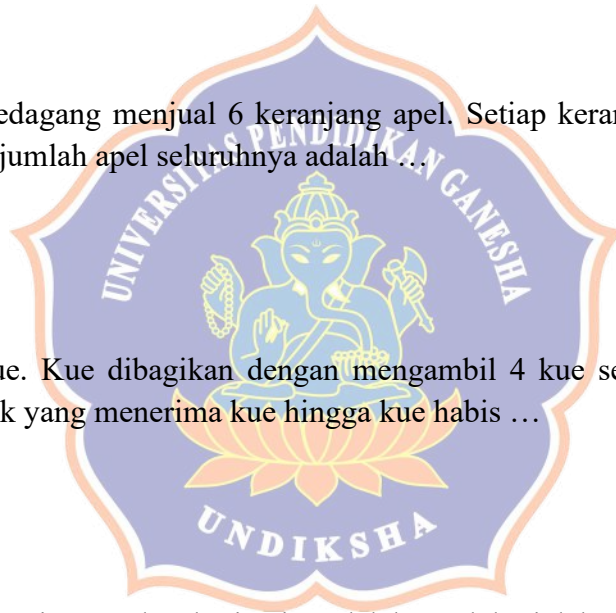 edagang menjual 6 keranjang apel. Setiap keran
jumlah apel seluruhnya adalah …
UNIVERSITAS PENDIDIKAN GANESHA
ue. Kue dibagikan dengan mengambil 4 kue se
k yang menerima kue hingga kue habis …
UNDIKSHA